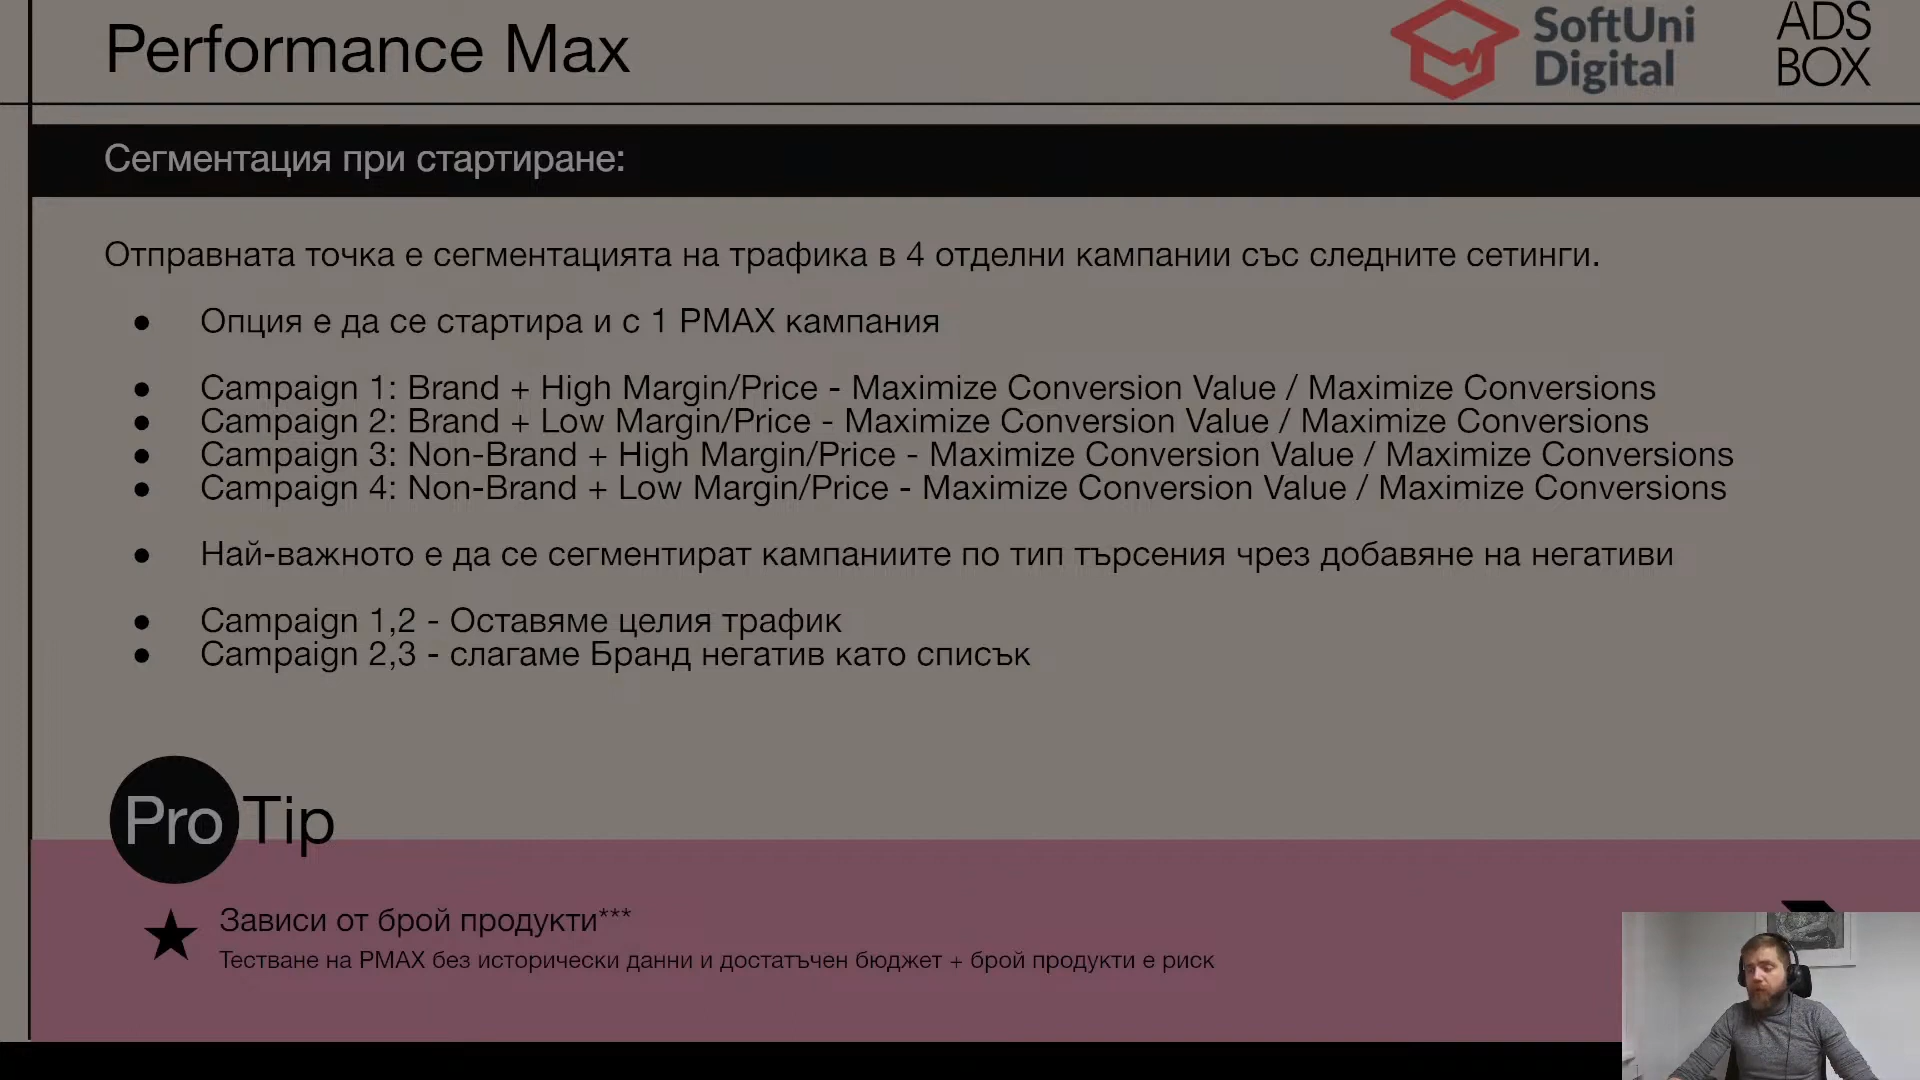 Performance Max
SoftUni
Digital
ADS
BOX
Сегментация при стартиране:
Отправната точка е сегментацията на трафика в 4 отделни кампании със следните сетинги.
● Опция е да се стартира и с 1 PMAX кампания
● Campaign 1: Brand + High Margin/Price - Maximize Conversion Value / Maximize Conversions
● Campaign 2: Brand + Low Margin/Price - Maximize Conversion Value / Maximize Conversions
● Campaign 3: Non-Brand + High Margin/Price - Maximize Conversion Value / Maximize Conversions
● Campaign 4: Non-Brand + Low Margin/Price - Maximize Conversion Value / Maximize Conversions
● Най-важното е да се сегментират кампаниите по тип търсения чрез добавяне на негативи
● Campaign 1,2 - Оставяме целия трафик
● Campaign 2,3 - слагаме Бранд негатив като списък
Pro Tip
★ Зависи от брой продукти***
Тестване на PMAX без исторически данни и достатъчен бюджет + брой продукти е риск